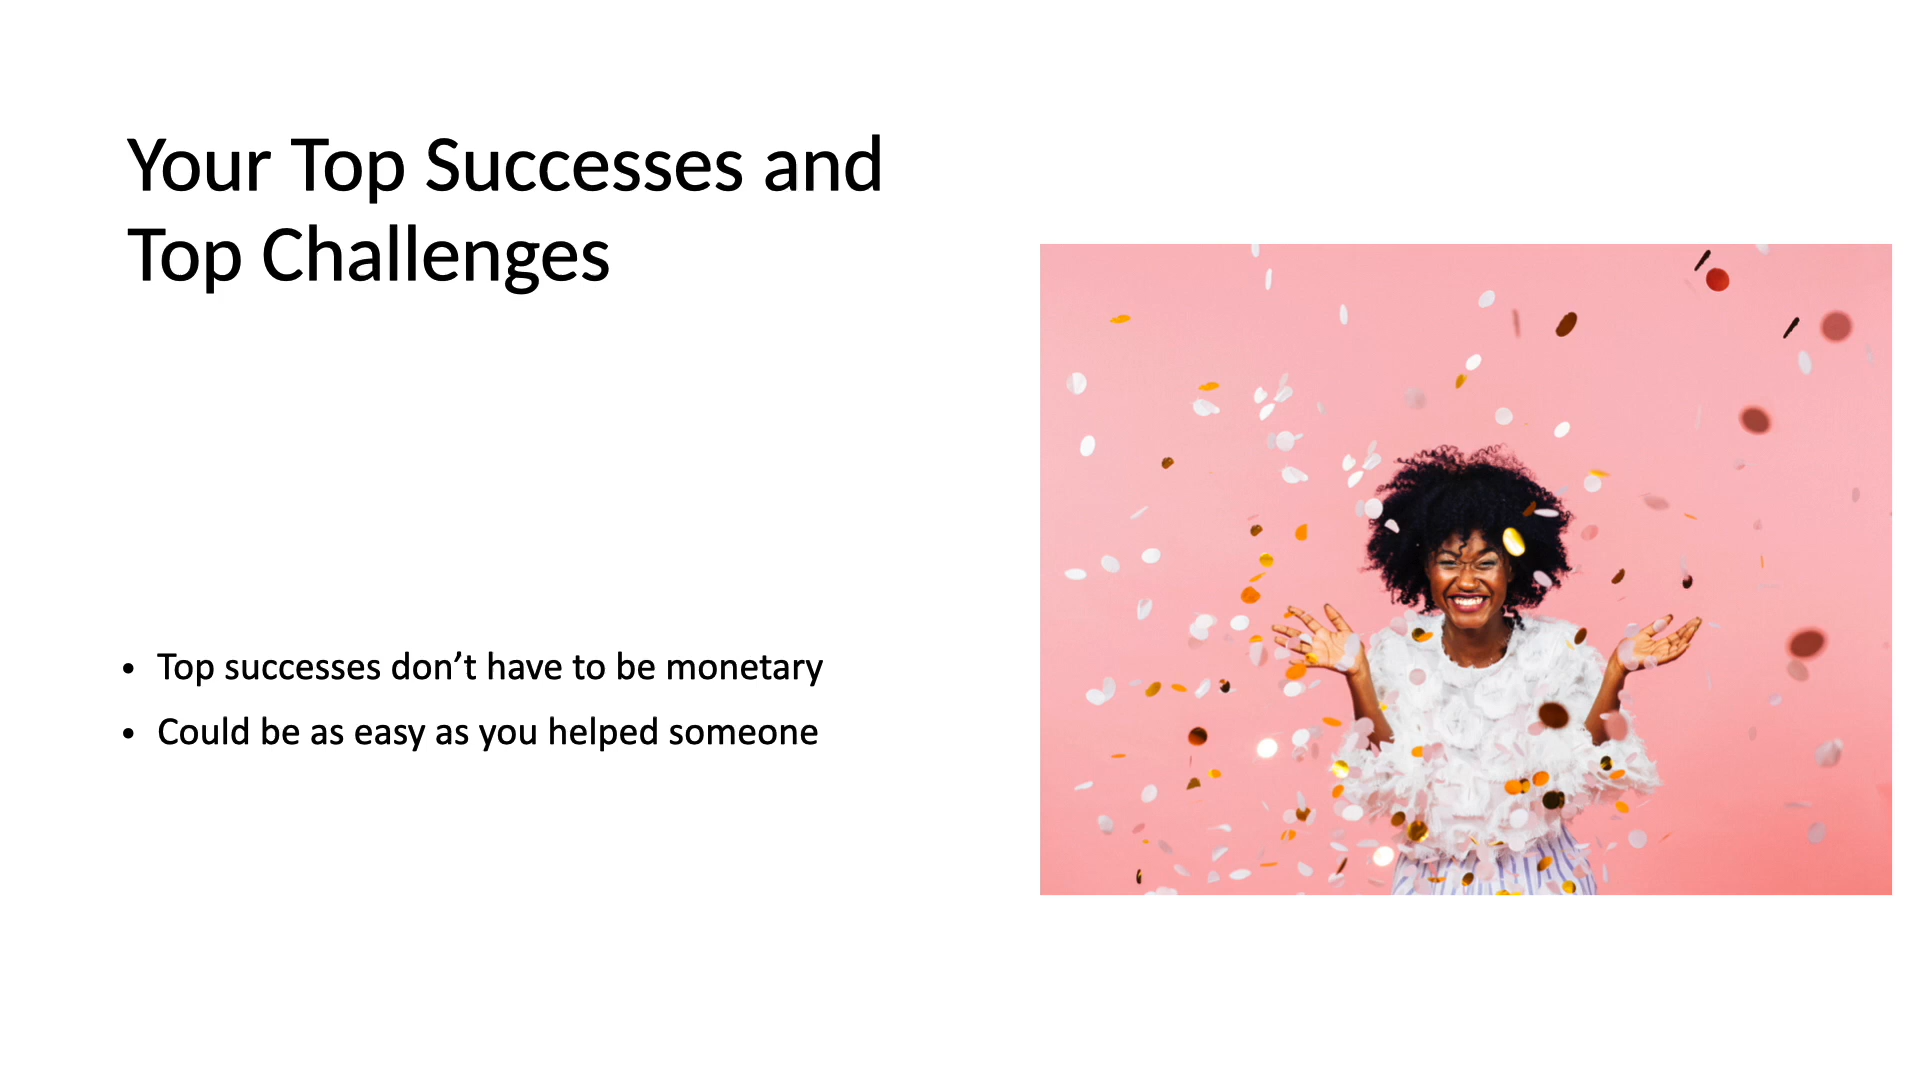 Your Top Successes and
Top Challenges
• Top successes don’t have to be monetary
• Could be as easy as you helped someone